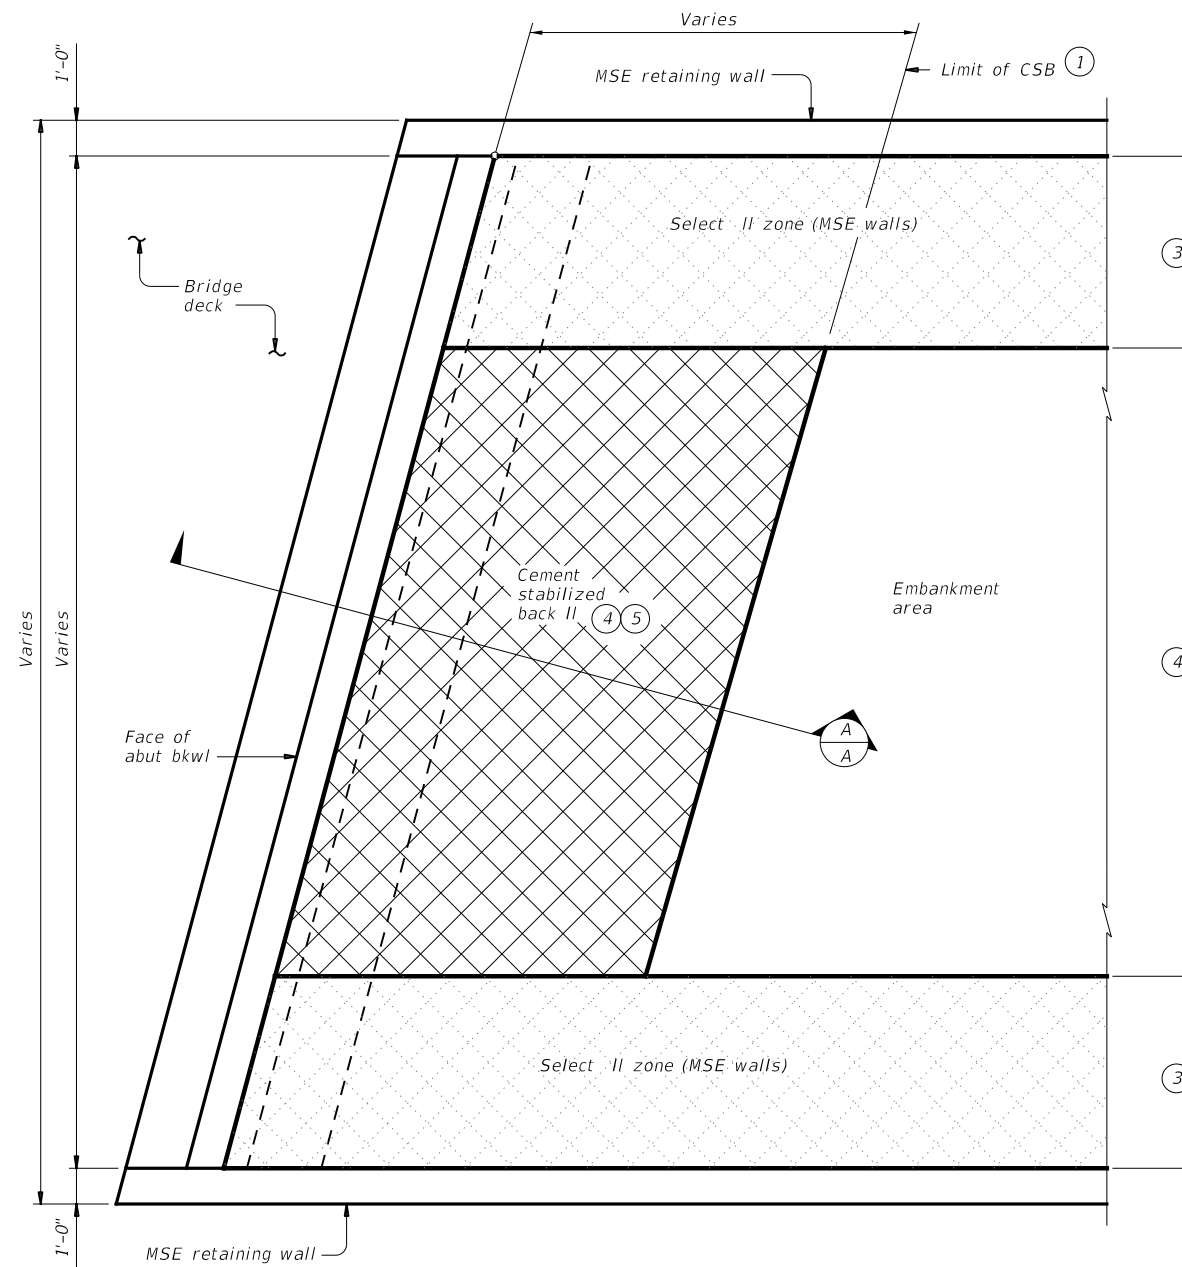 Varies
1'-0"
MSE retaining wall
Limit of CSB 1
Select ll zone (MSE walls)
3
Bridge
deck
Cement
stabilized
back ll 4 5
Embankment
area
Varies
Varies
4
A
A
Face of
abut bkwl
Select ll zone (MSE walls)
3
1'-0"
MSE retaining wall